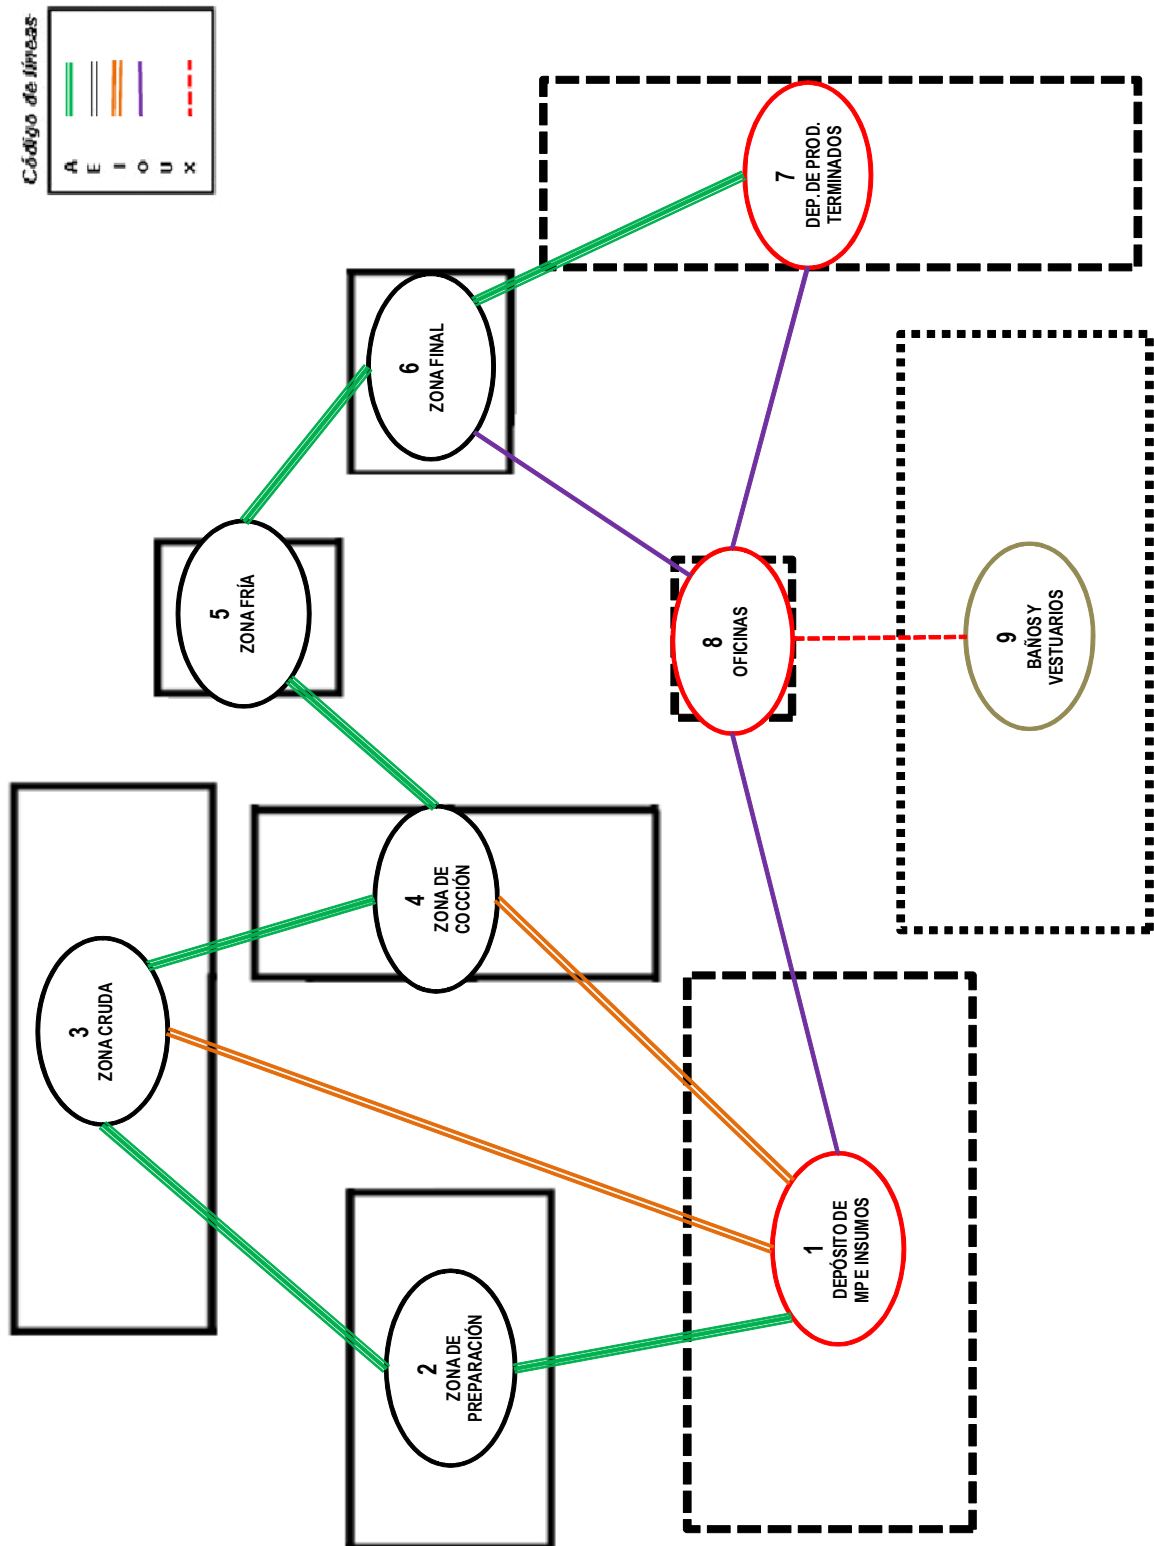 Código de líneas
A
E
I
O
U
X
3
ZONA CRUDA
5
ZONA FRÍA
2
ZONA DE
PREPARACIÓN
4
ZONA DE
COCCIÓN
6
ZONA FINAL
1
DEPÓSITO DE
MP E INSUMOS
8
OFICINAS
7
DEP. DE PROD.
TERMINADOS
9
BAÑOS Y
VESTUARIOS